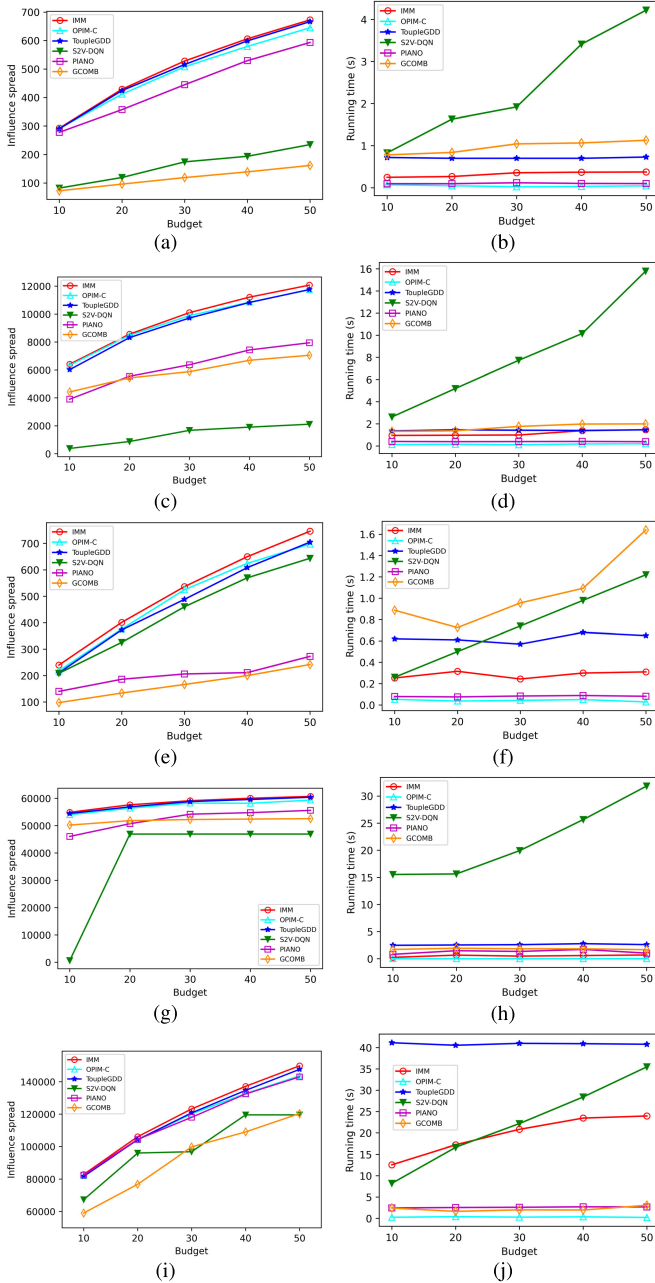 700
600
500
400
300
200
100
Influence spread
IMM
OPIM-C
ToupleGDD
S2V-DQN
PIANO
GCOMB
10 20 30 40 50
Budget
(a)
4
3
2
1
0
Running time (s)
IMM
OPIM-C
ToupleGDD
S2V-DQN
PIANO
GCOMB
10 20 30 40 50
Budget
(b)
12000
10000
8000
6000
4000
2000
0
Influence spread
IMM
OPIM-C
ToupleGDD
S2V-DQN
PIANO
GCOMB
10 20 30 40 50
Budget
(c)
16
14
12
10
8
6
4
2
0
Running time (s)
IMM
OPIM-C
ToupleGDD
S2V-DQN
PIANO
GCOMB
10 20 30 40 50
Budget
(d)
700
600
500
400
300
200
100
Influence spread
IMM
OPIM-C
ToupleGDD
S2V-DQN
PIANO
GCOMB
10 20 30 40 50
Budget
(e)
1.6
1.4
1.2
1.0
0.8
0.6
0.4
0.2
0.0
Running time (s)
IMM
OPIM-C
ToupleGDD
S2V-DQN
PIANO
GCOMB
10 20 30 40 50
Budget
(f)
60000
50000
40000
30000
20000
10000
0
Influence spread
IMM
OPIM-C
ToupleGDD
S2V-DQN
PIANO
GCOMB
10 20 30 40 50
Budget
(g)
30
25
20
15
10
5
0
Running time (s)
IMM
OPIM-C
ToupleGDD
S2V-DQN
PIANO
GCOMB
10 20 30 40 50
Budget
(h)
140000
120000
100000
80000
60000
Influence spread
IMM
OPIM-C
ToupleGDD
S2V-DQN
PIANO
GCOMB
10 20 30 40 50
Budget
(i)
40
35
30
25
20
15
10
5
0
Running time (s)
IMM
OPIM-C
ToupleGDD
S2V-DQN
PIANO
GCOMB
10 20 30 40 50
Budget
(j)